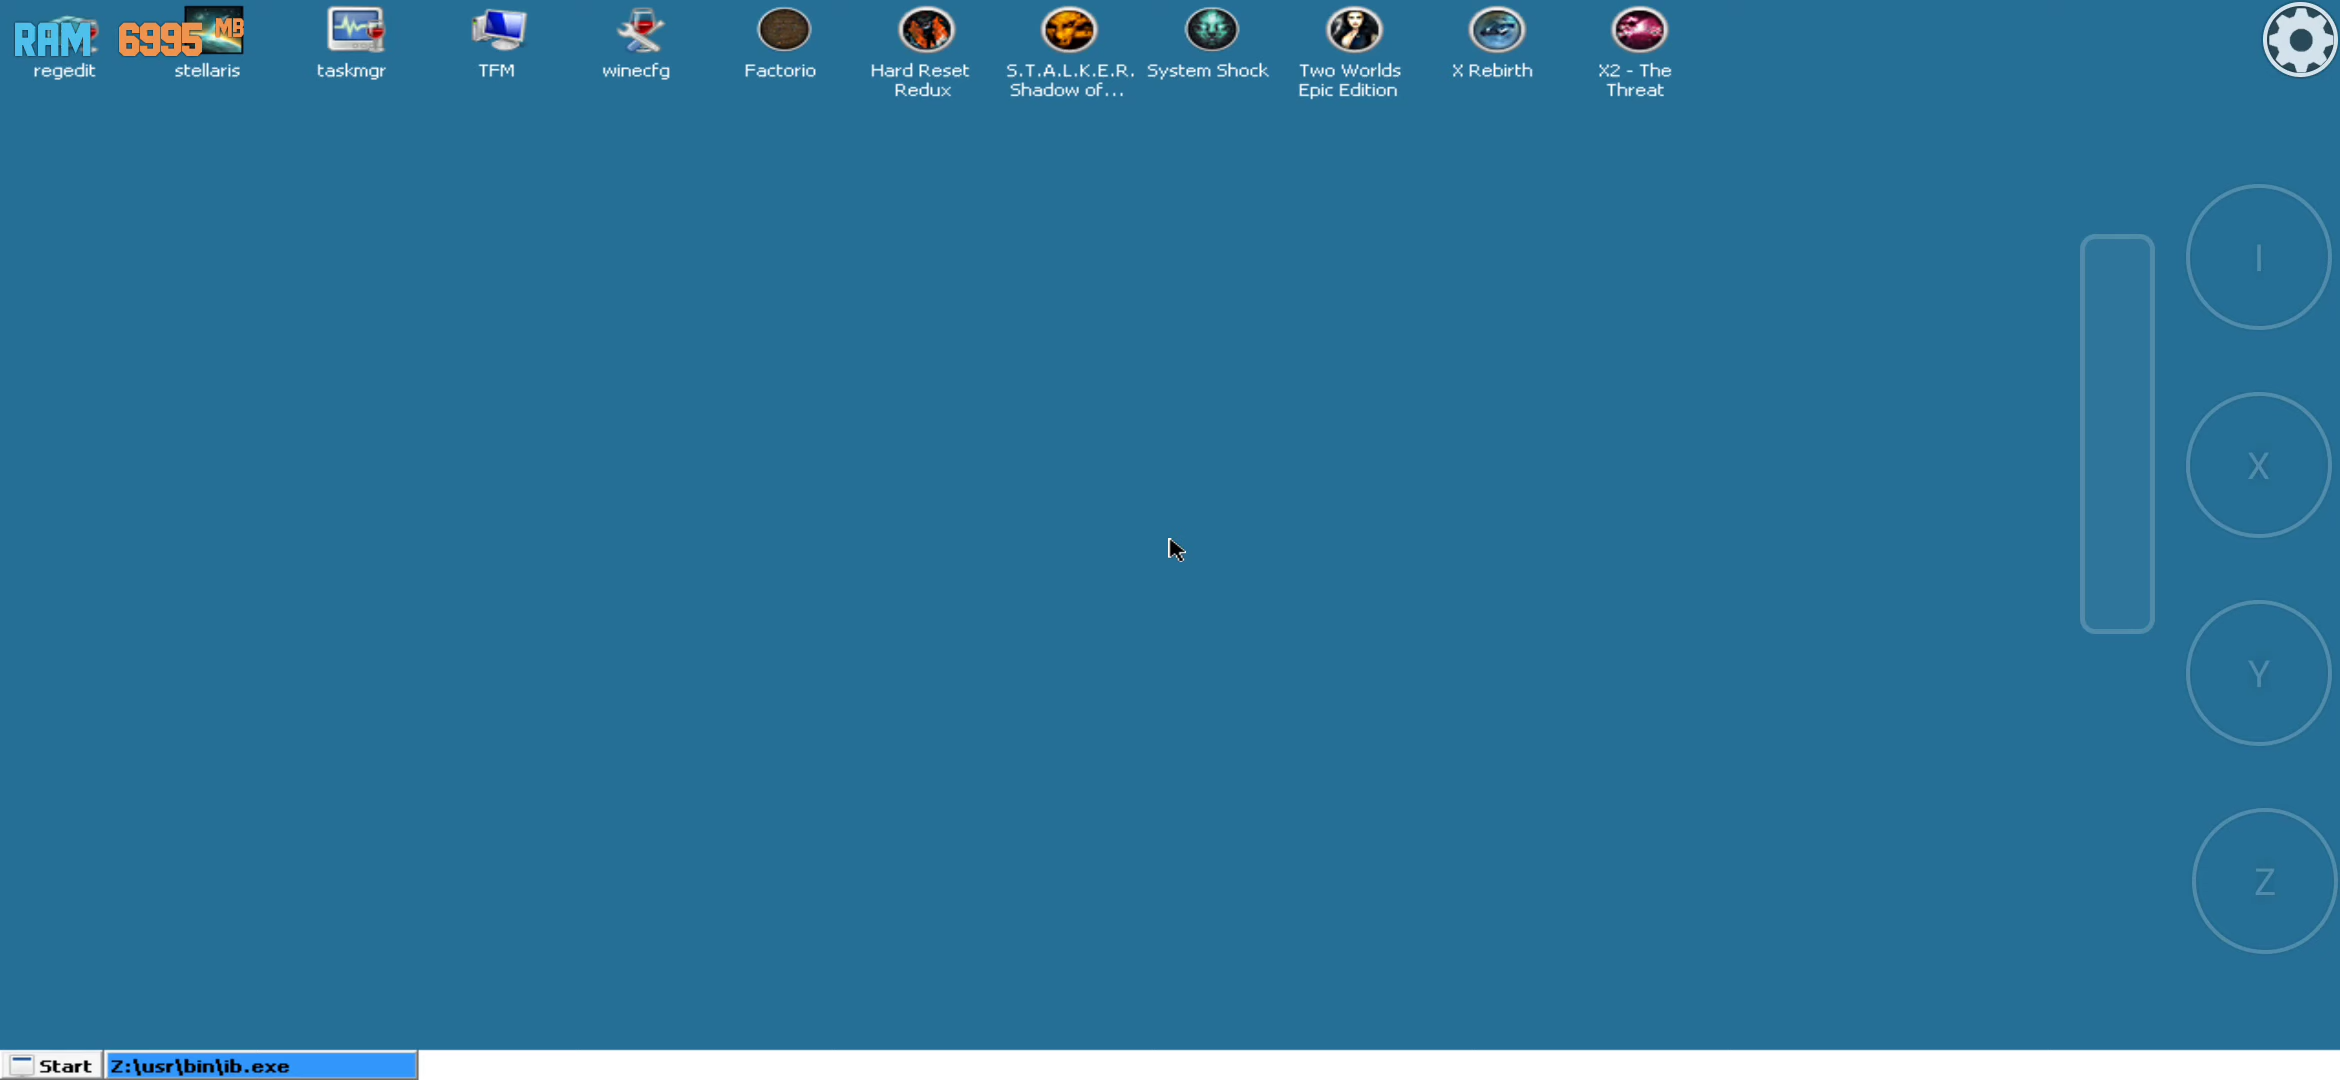 RAM 6995 MB
regedit
stellaris
taskmgr
TFM
winecfg
Factorio
Hard Reset
Redux
S.T.A.L.K.E.R.
Shadow of...
System Shock
Two Worlds
Epic Edition
X Rebirth
X2 - The
Threat
I
X
Y
Z
Start
Z:\usr\bin\ib.exe